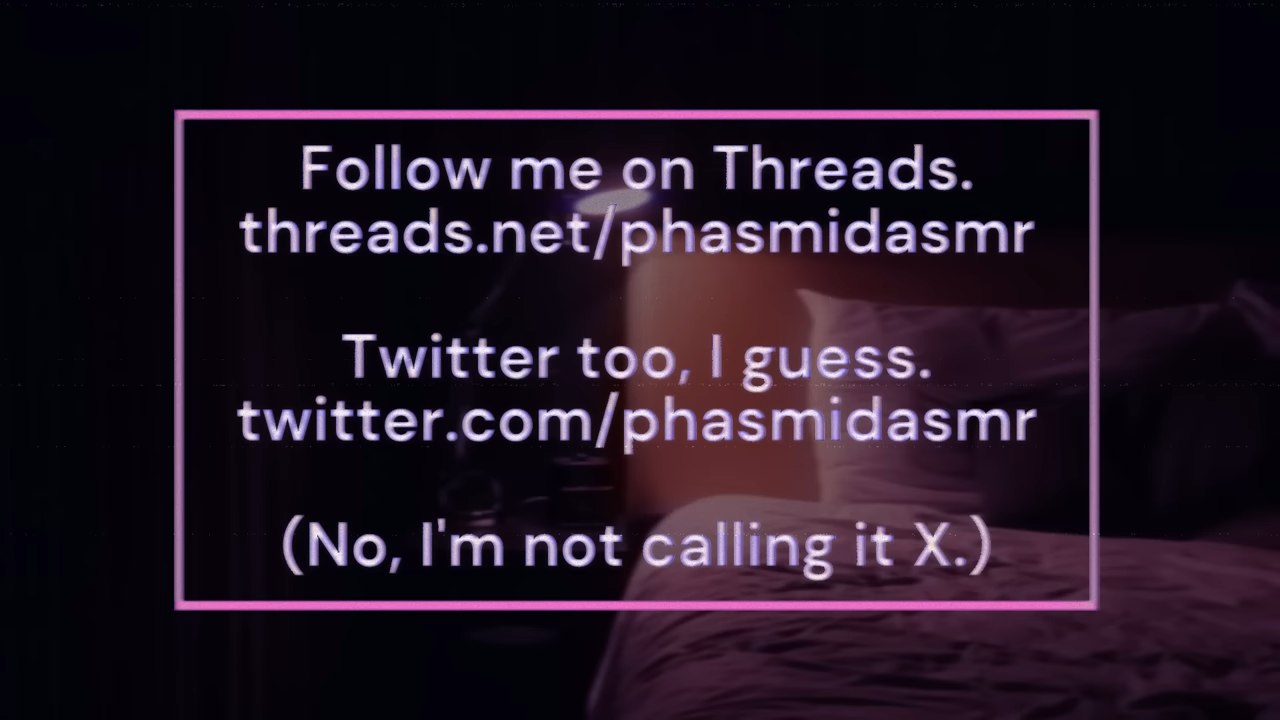 Follow me on Threads.
threads.net/phasmidasmr
Twitter too, I guess.
twitter.com/phasmidasmr
(No, I'm not calling it X.)